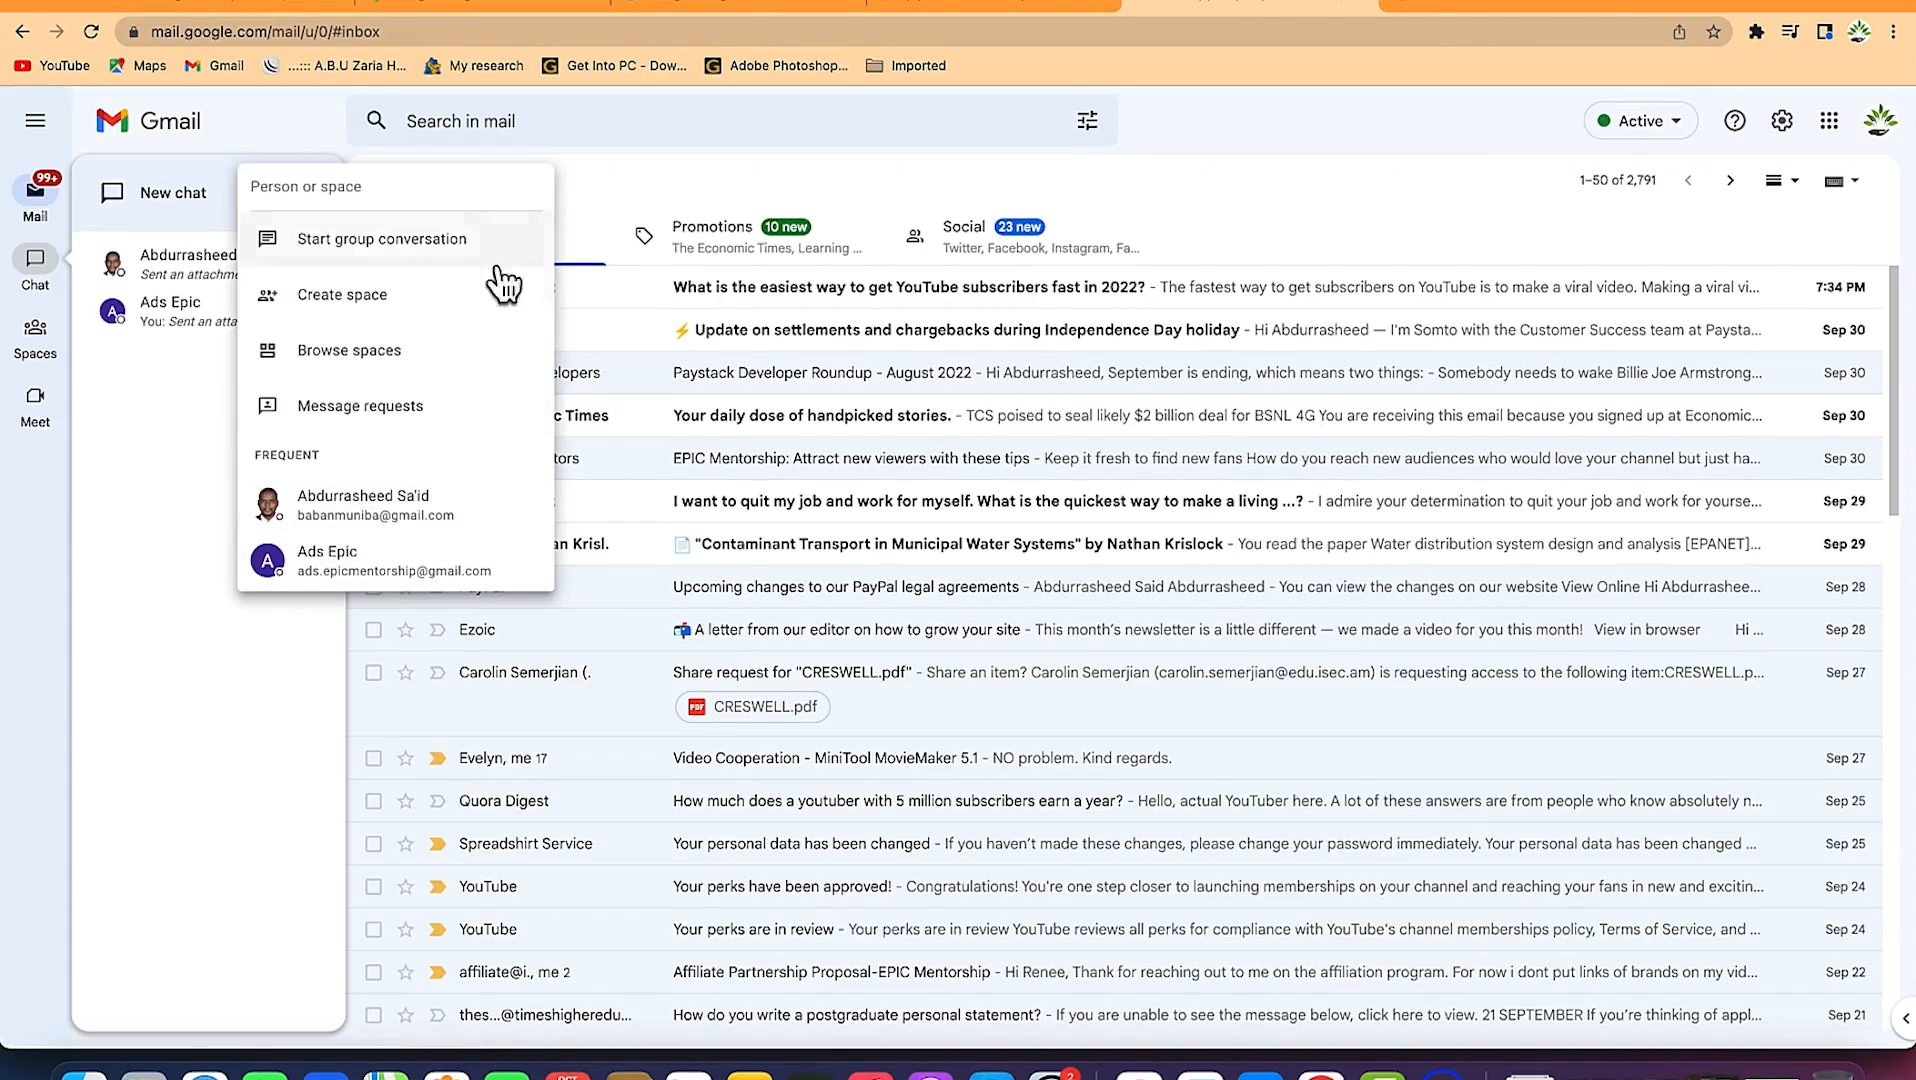 mail.google.com/mail/u/0/#inbox
YouTube Maps Gmail ...::: A.B.U Zaria H... My research Get Into PC - Dow... Adobe Photoshop... Imported
Gmail
Search in mail
Active
99+
Mail
Chat
Spaces
Meet
New chat
Abdurrasheed
Sent an attachme
Ads Epic
A
You: Sent an atta
Person or space
Start group conversation
Create space
Browse spaces
Message requests
FREQUENT
Abdurrasheed Sa'id
babanmuniba@gmail.com
A
Ads Epic
ads.epicmentorship@gmail.com
1–50 of 2,791
Promotions 10 new
The Economic Times, Learning ...
Social 23 new
Twitter, Facebook, Instagram, Fa...
What is the easiest way to get YouTube subscribers fast in 2022? - The fastest way to get subscribers on YouTube is to make a viral video. Making a viral vi... 7:34 PM
⚡ Update on settlements and chargebacks during Independence Day holiday - Hi Abdurrasheed — I'm Somto with the Customer Success team at Paysta... Sep 30
elopers Paystack Developer Roundup - August 2022 - Hi Abdurrasheed, September is ending, which means two things: - Somebody needs to wake Billie Joe Armstrong... Sep 30
c Times Your daily dose of handpicked stories. - TCS poised to seal likely $2 billion deal for BSNL 4G You are receiving this email because you signed up at Economic... Sep 30
tors EPIC Mentorship: Attract new viewers with these tips - Keep it fresh to find new fans How do you reach new audiences who would love your channel but just ha... Sep 30
I want to quit my job and work for myself. What is the quickest way to make a living ...? - I admire your determination to quit your job and work for yourse... Sep 29
an Krisl. 📄 "Contaminant Transport in Municipal Water Systems" by Nathan Krislock - You read the paper Water distribution system design and analysis [EPANET]... Sep 29
Upcoming changes to our PayPal legal agreements - Abdurrasheed Said Abdurrasheed - You can view the changes on our website View Online Hi Abdurrashee... Sep 28
Ezoic 📬 A letter from our editor on how to grow your site - This month's newsletter is a little different — we made a video for you this month! View in browser Hi ... Sep 28
Carolin Semerjian (. Share request for "CRESWELL.pdf" - Share an item? Carolin Semerjian (carolin.semerjian@edu.isec.am) is requesting access to the following item:CRESWELL.p... Sep 27
PDF CRESWELL.pdf
Evelyn, me 17 Video Cooperation - MiniTool MovieMaker 5.1 - NO problem. Kind regards. Sep 27
Quora Digest How much does a youtuber with 5 million subscribers earn a year? - Hello, actual YouTuber here. A lot of these answers are from people who know absolutely n... Sep 25
Spreadshirt Service Your personal data has been changed - If you haven't made these changes, please change your password immediately. Your personal data has been changed ... Sep 25
YouTube Your perks have been approved! - Congratulations! You're one step closer to launching memberships on your channel and reaching your fans in new and excitin... Sep 24
YouTube Your perks are in review - Your perks are in review YouTube reviews all perks for compliance with YouTube's channel memberships policy, Terms of Service, and ... Sep 24
affiliate@i., me 2 Affiliate Partnership Proposal-EPIC Mentorship - Hi Renee, Thank for reaching out to me on the affiliation program. For now i dont put links of brands on my vid... Sep 22
thes...@timeshigheredu... How do you write a postgraduate personal statement? - If you are unable to see the message below, click here to view. 21 SEPTEMBER If you're thinking of appl... Sep 21
2